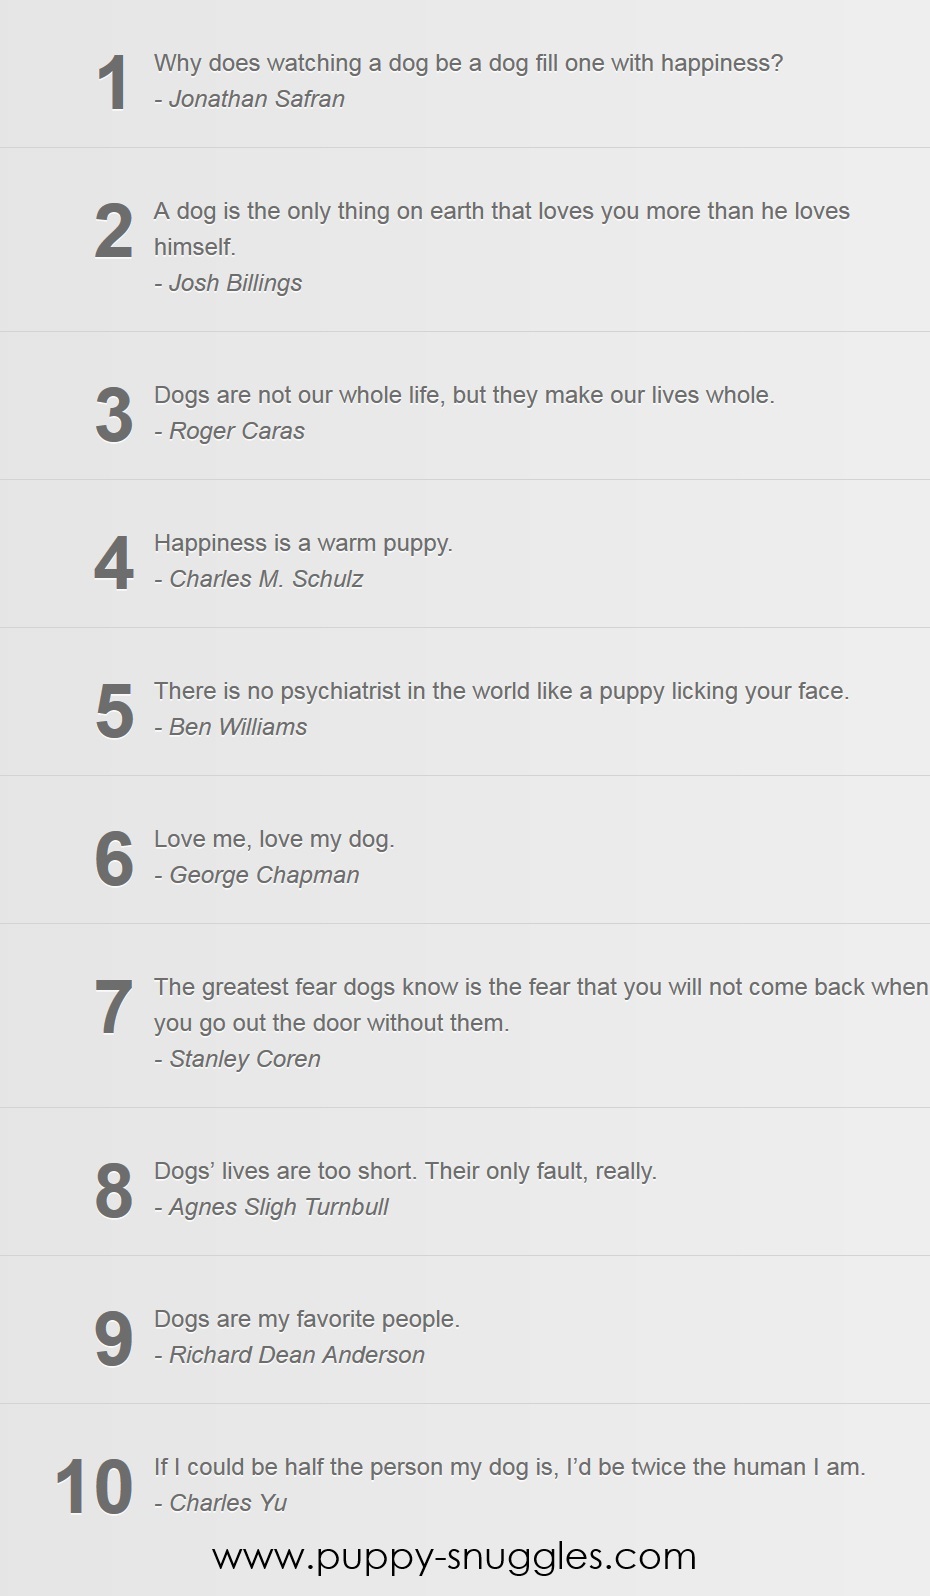 1 Why does watching a dog be a dog fill one with happiness?
- Jonathan Safran
2 A dog is the only thing on earth that loves you more than he loves
himself.
- Josh Billings
3 Dogs are not our whole life, but they make our lives whole.
- Roger Caras
4 Happiness is a warm puppy.
- Charles M. Schulz
5 There is no psychiatrist in the world like a puppy licking your face.
- Ben Williams
6 Love me, love my dog.
- George Chapman
7 The greatest fear dogs know is the fear that you will not come back when
you go out the door without them.
- Stanley Coren
8 Dogs’ lives are too short. Their only fault, really.
- Agnes Sligh Turnbull
9 Dogs are my favorite people.
- Richard Dean Anderson
10 If I could be half the person my dog is, I’d be twice the human I am.
- Charles Yu
www.puppy-snuggles.com